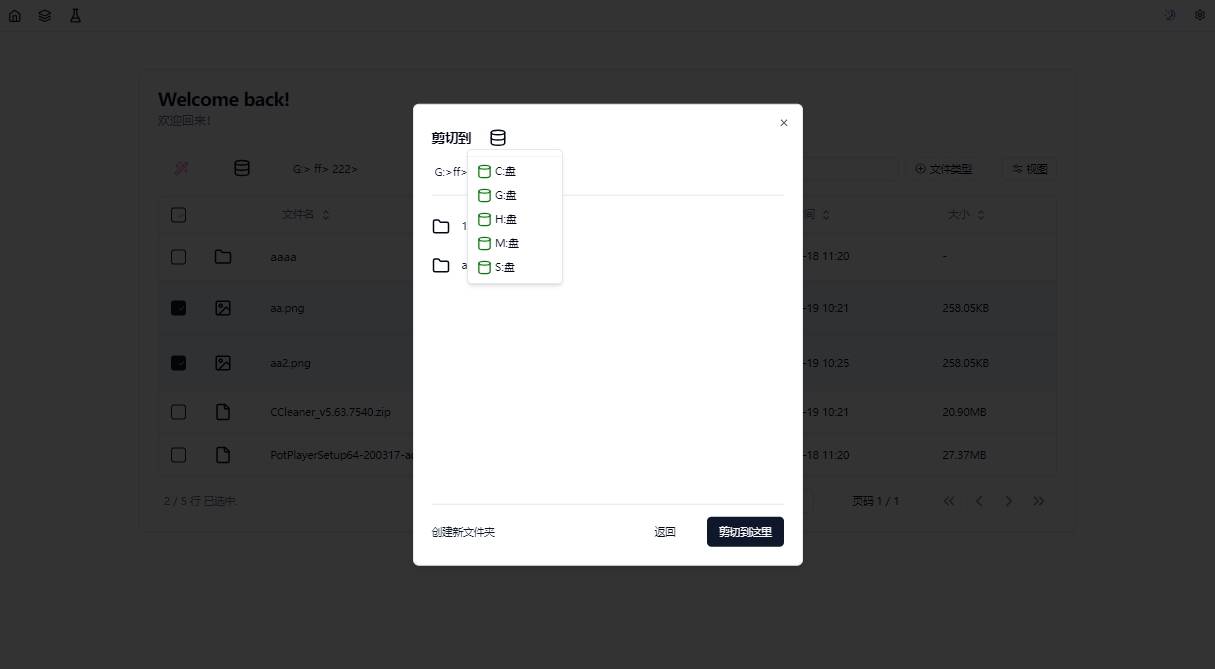 Welcome back!
欢迎回来!
G:> ff> 222>
文件类型
视图
文件名
间
大小
aaaa
-18 11:20
-
aa.png
-19 10:21
258.05KB
aa2.png
-19 10:25
258.05KB
CCleaner_v5.63.7540.zip
-19 10:21
20.90MB
PotPlayerSetup64-200317-a
-18 11:20
27.37MB
2 / 5 行 已选中.
页码 1 / 1
剪切到
G:>ff>
C:盘
G:盘
H:盘
M:盘
S:盘
1
a
创建新文件夹
返回
剪切到这里